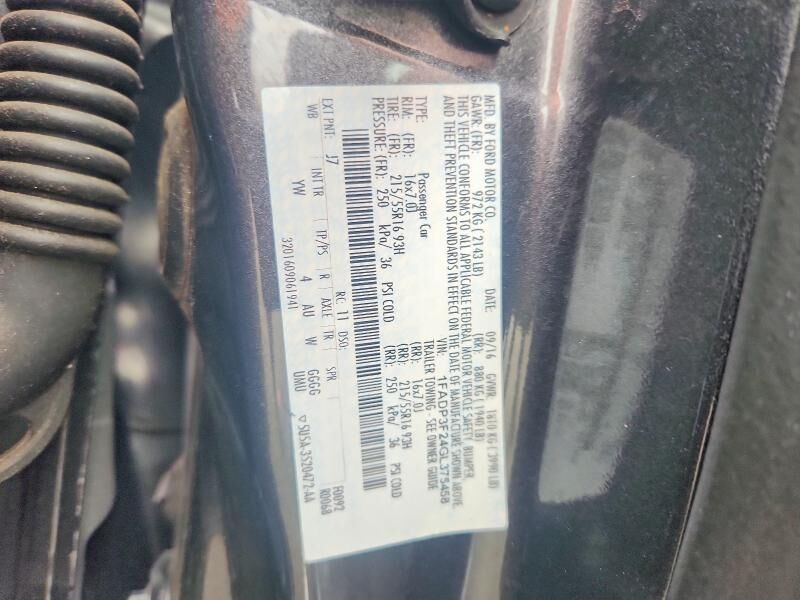 MFD. BY FORD MOTOR CO.
DATE: 09/16 GVWR: 1810 KG ( 3990 LB)
GAWR: (FR): 972 KG ( 2143 LB) (RR): 880 KG ( 1940 LB)
THIS VEHICLE CONFORMS TO ALL APPLICABLE FEDERAL MOTOR VEHICLE SAFETY, BUMPER,
AND THEFT PREVENTION STANDARDS IN EFFECT ON THE DATE OF MANUFACTURE SHOWN ABOVE.
VIN: 1FADP3F24GL375458
TYPE: Passenger Car TRAILER TOWING - SEE OWNER GUIDE
RIM: (FR): 16x7.0J (RR): 16x7.0J
TIRE: (FR): 215/55R16 93H (RR): 215/55R16 93H
PRESSURE: (FR): 250 kPa/ 36 PSI COLD (RR): 250 kPa/ 36 PSI COLD
EXT PNT: J7 RC: 11 DSO: F0092
R0068
WB INT TR TP/PS R AXLE TR SPR
YW 4 AU W GGGG
UMU
320160906194I ▽ 5U5A-3520472-AA